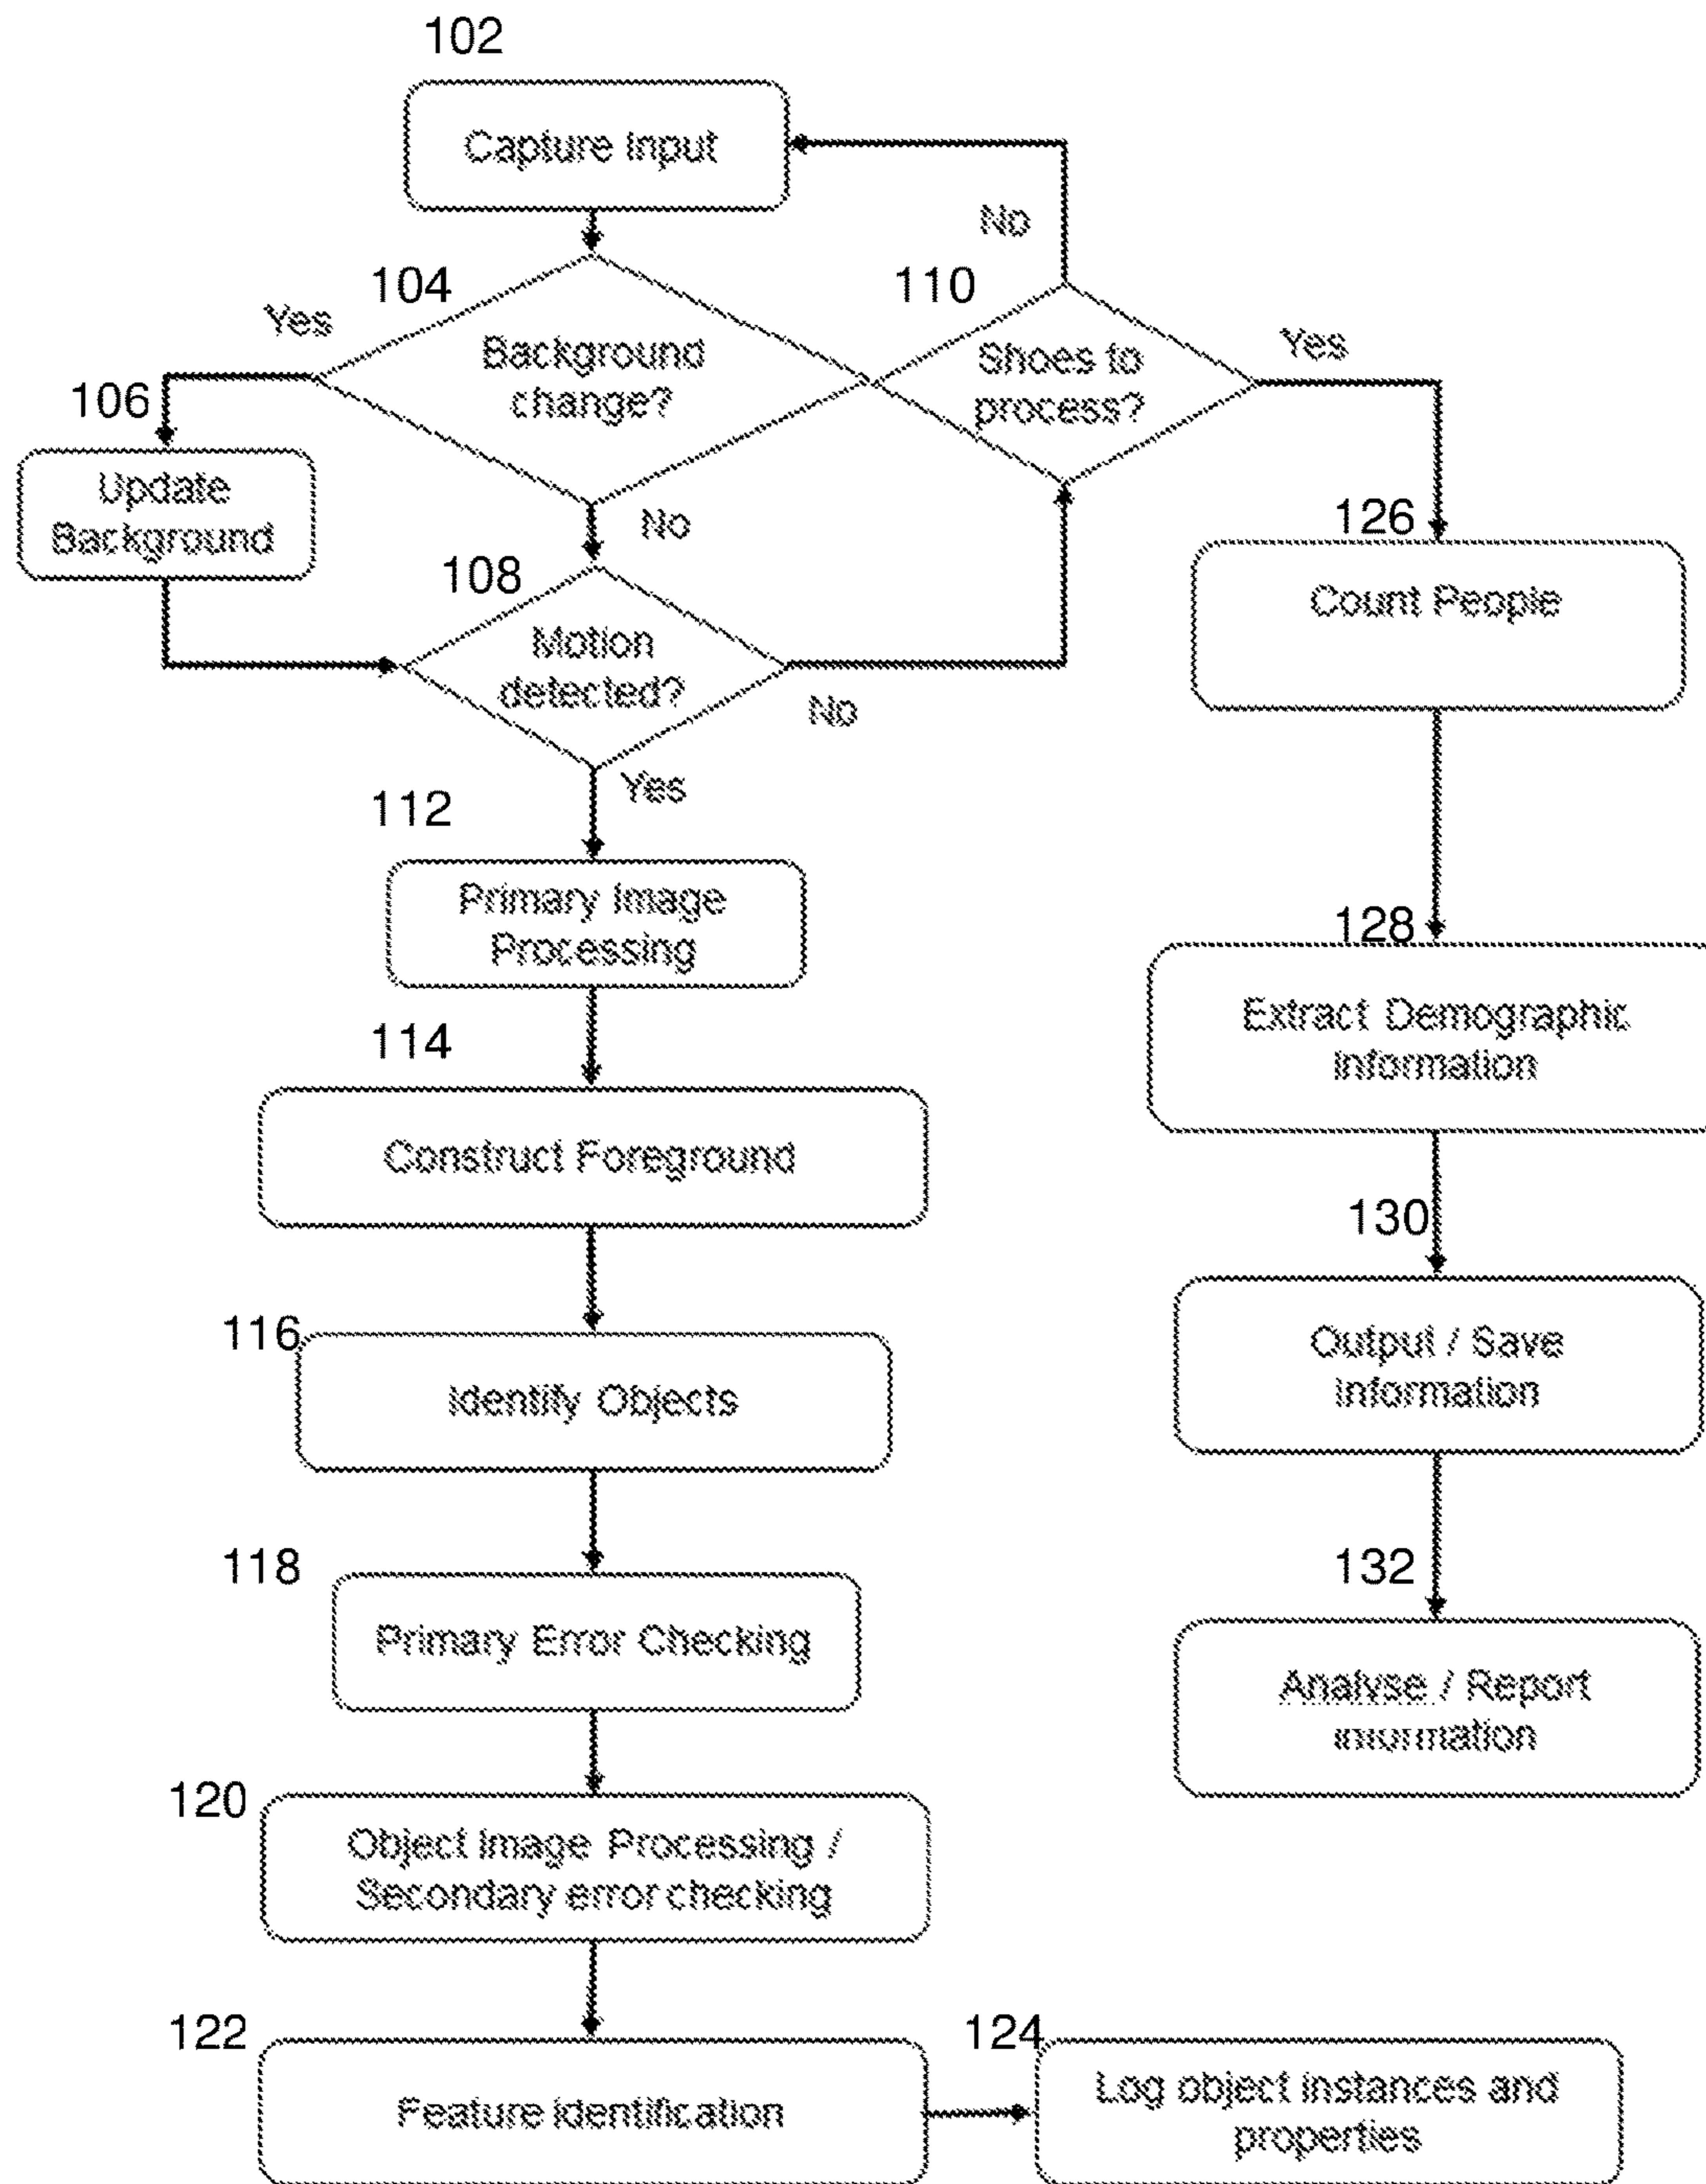 102
Capture Input
No
104
110
Yes
Background
change?
Shoes to
process?
Yes
106
Update
Background
No
126
Count People
108
Motion
detected?
No
Yes
112
Primary Image
Processing
128
Extract Demographic
Information
114
Construct Foreground
130
Output / Save
Information
116
Identify Objects
118
Primary Error Checking
132
Analyse / Report
Information
120
Object Image Processing /
Secondary error checking
122
Feature Identification
124
Log object instances and
properties